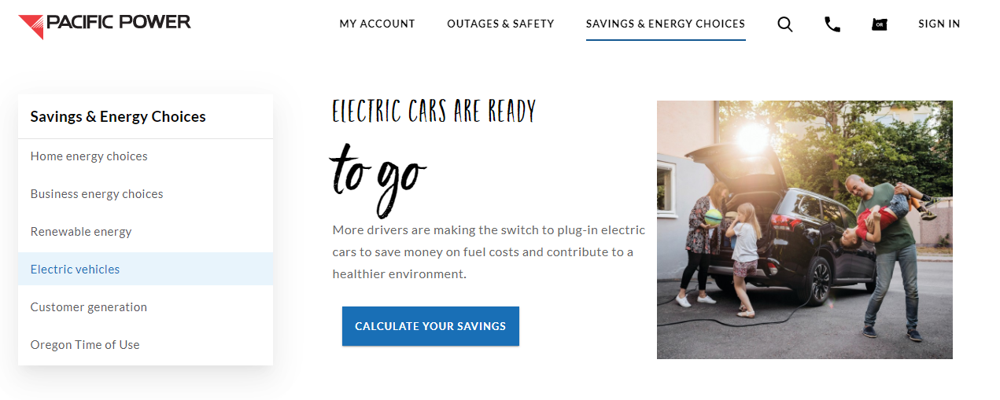 PACIFIC POWER
MY ACCOUNT
OUTAGES & SAFETY
SAVINGS & ENERGY CHOICES
OR
SIGN IN
Savings & Energy Choices
Home energy choices
Business energy choices
Renewable energy
Electric vehicles
Customer generation
Oregon Time of Use
ELECTRIC CARS ARE READY
to go
More drivers are making the switch to plug-in electric
cars to save money on fuel costs and contribute to a
healthier environment.
CALCULATE YOUR SAVINGS